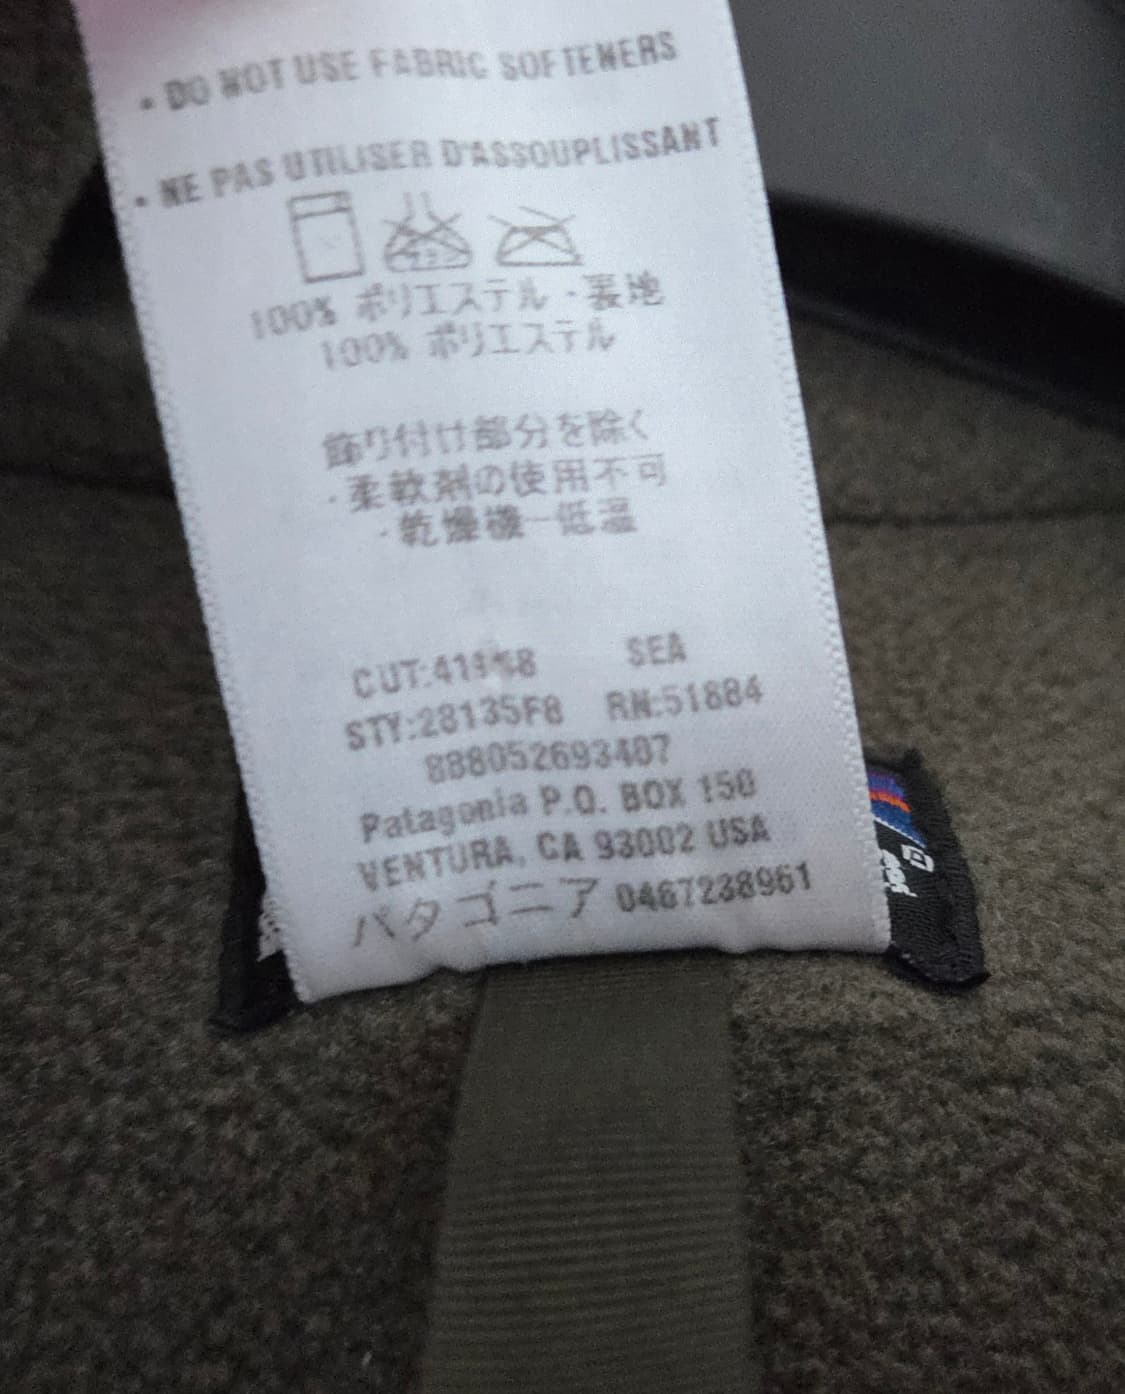 • DO NOT USE FABRIC SOFTENERS
• NE PAS UTILISER D'ASSOUPLISSANT
100% ポリエステル・裏地
100% ポリエステル
飾り付け部分を除く
・柔軟剤の使用不可
・乾燥機一低温
SEA
STY:28135F8 RN:51884
888052693407
Patagonia P.O. BOX 150
VENTURA, CA 93002 USA
パタゴニア 0467238961